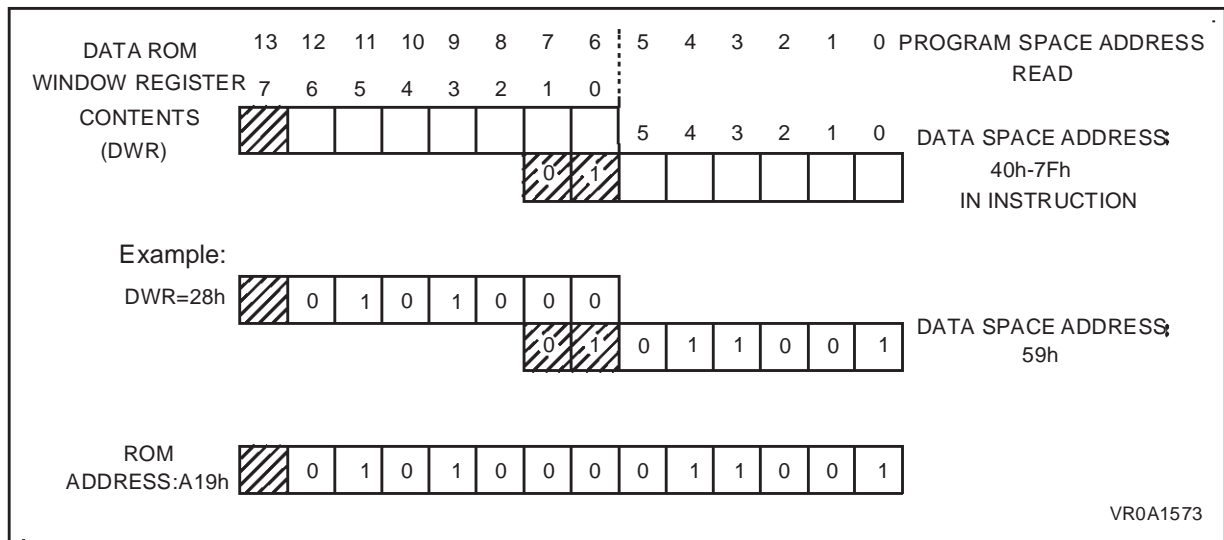 13 12 11 10 9 8 7 6 5 4 3 2 1 0 PROGRAM SPACE ADDRESS
READ
DATA ROM
WINDOW REGISTER 7 6 5 4 3 2 1 0
CONTENTS
(DWR)
5 4 3 2 1 0 DATA SPACE ADDRESS:
0 1 40h-7Fh
IN INSTRUCTION
Example:
DWR=28h 0 1 0 1 0 0 0
0 1 0 1 1 0 0 1 DATA SPACE ADDRESS:
59h
ROM
ADDRESS:A19h 0 1 0 1 0 0 0 0 1 1 0 0 1
VR0A1573